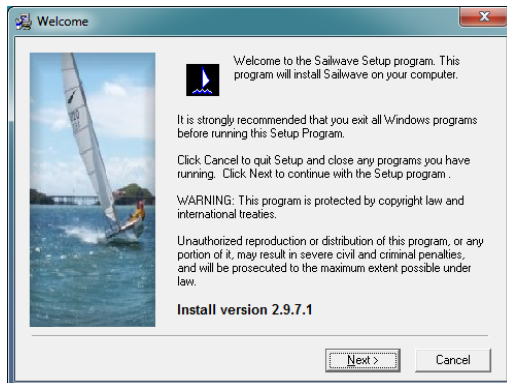 Welcome
Welcome to the Sailwave Setup program. This
program will install Sailwave on your computer.
It is strongly recommended that you exit all Windows programs
before running this Setup Program.
Click Cancel to quit Setup and close any programs you have
running. Click Next to continue with the Setup program .
WARNING: This program is protected by copyright law and
international treaties.
Unauthorized reproduction or distribution of this program, or any
portion of it, may result in severe civil and criminal penalties,
and will be prosecuted to the maximum extent possible under
law.
Install version 2.9.7.1
Next >
Cancel